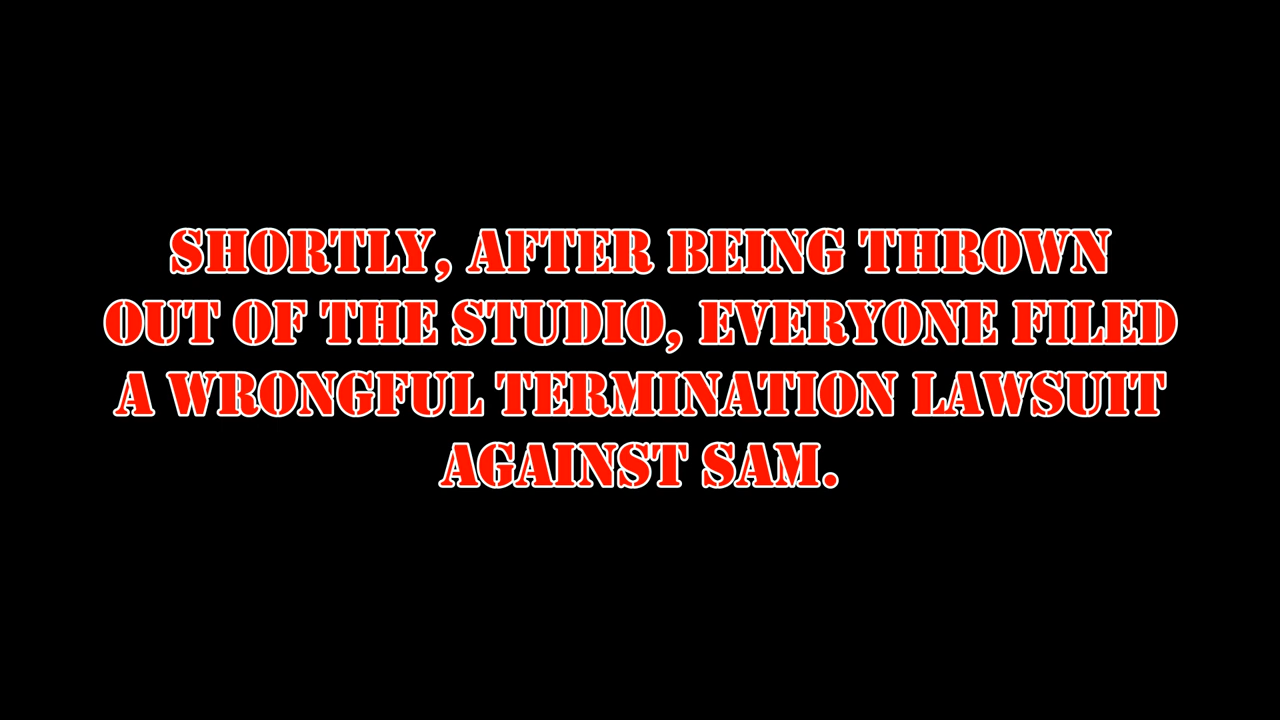 SHORTLY, AFTER BEING THROWN
OUT OF THE STUDIO, EVERYONE FILED
A WRONGFUL TERMINATION LAWSUIT
AGAINST SAM.